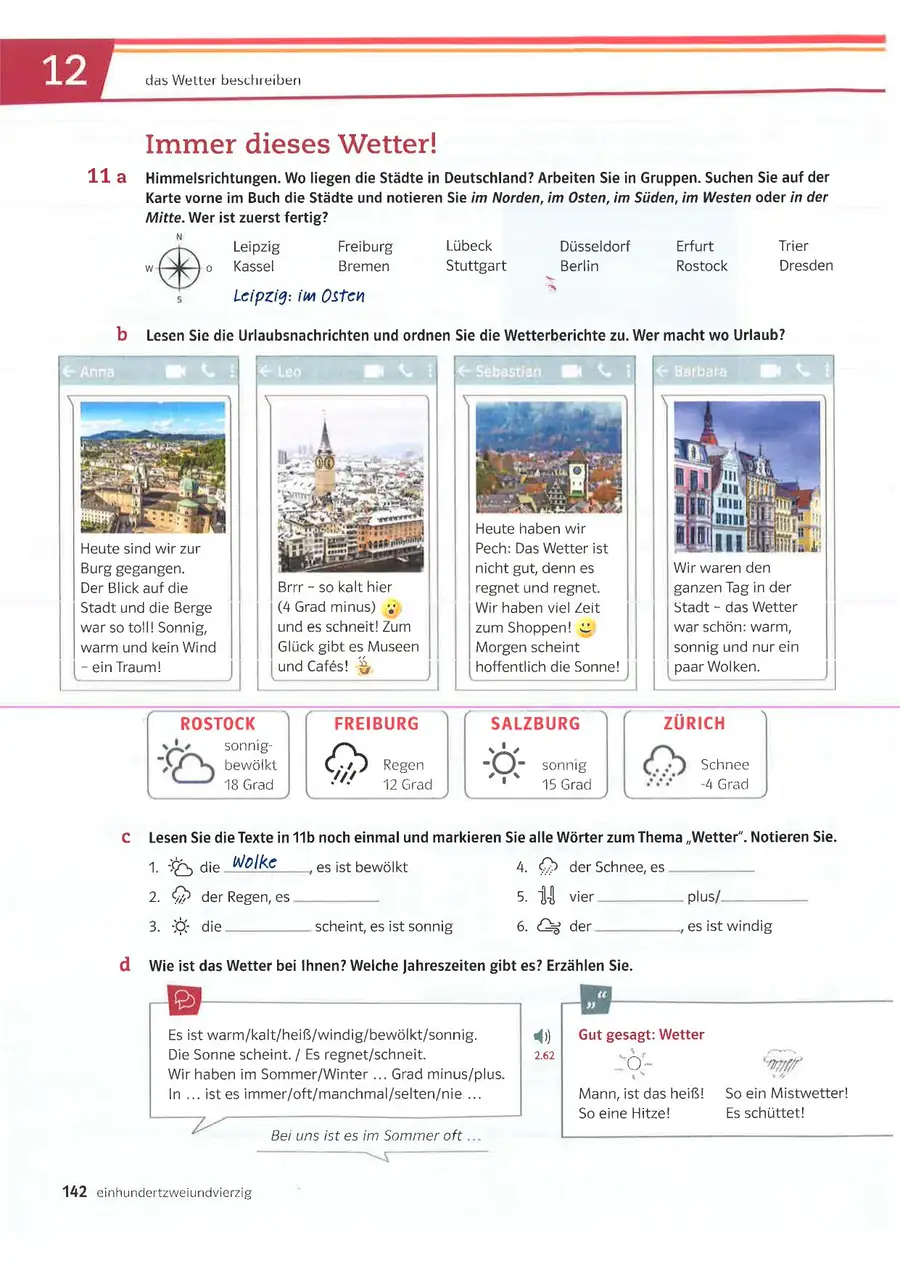 12
das Wetter beschreiben
Immer dieses Wetter!
11 a Himmelsrichtungen. Wo liegen die Städte in Deutschland? Arbeiten Sie in Gruppen. Suchen Sie auf der
Karte vorne im Buch die Städte und notieren Sie im Norden, im Osten, im Süden, im Westen oder in der
Mitte. Wer ist zuerst fertig?
N
W O
S
Leipzig Freiburg Lübeck Düsseldorf Erfurt Trier
Kassel Bremen Stuttgart Berlin Rostock Dresden
Leipzig: im Osten
b Lesen Sie die Urlaubsnachrichten und ordnen Sie die Wetterberichte zu. Wer macht wo Urlaub?
Anna
Heute sind wir zur
Burg gegangen.
Der Blick auf die
Stadt und die Berge
war so toll! Sonnig,
warm und kein Wind
– ein Traum!
Leo
Brrr – so kalt hier
(4 Grad minus) 😮
und es schneit! Zum
Glück gibt es Museen
und Cafés! ☕
Sebastian
Heute haben wir
Pech: Das Wetter ist
nicht gut, denn es
regnet und regnet.
Wir haben viel Zeit
zum Shoppen! 🙂
Morgen scheint
hoffentlich die Sonne!
Barbara
Wir waren den
ganzen Tag in der
Stadt – das Wetter
war schön: warm,
sonnig und nur ein
paar Wolken.
ROSTOCK
sonnig-
bewölkt
18 Grad
FREIBURG
Regen
12 Grad
SALZBURG
sonnig
15 Grad
ZÜRICH
Schnee
-4 Grad
c Lesen Sie die Texte in 11b noch einmal und markieren Sie alle Wörter zum Thema „Wetter“. Notieren Sie.
1. die Wolke, es ist bewölkt
2. der Regen, es ____
3. die ____ scheint, es ist sonnig
4. der Schnee, es ____
5. vier ____ plus/____
6. der ____, es ist windig
d Wie ist das Wetter bei Ihnen? Welche Jahreszeiten gibt es? Erzählen Sie.
Es ist warm/kalt/heiß/windig/bewölkt/sonnig.
Die Sonne scheint. / Es regnet/schneit.
Wir haben im Sommer/Winter ... Grad minus/plus.
In ... ist es immer/oft/manchmal/selten/nie ...
Bei uns ist es im Sommer oft ...
2.62
„“
Gut gesagt: Wetter
Mann, ist das heiß!
So eine Hitze!
So ein Mistwetter!
Es schüttet!
142 einhundertzweiundvierzig